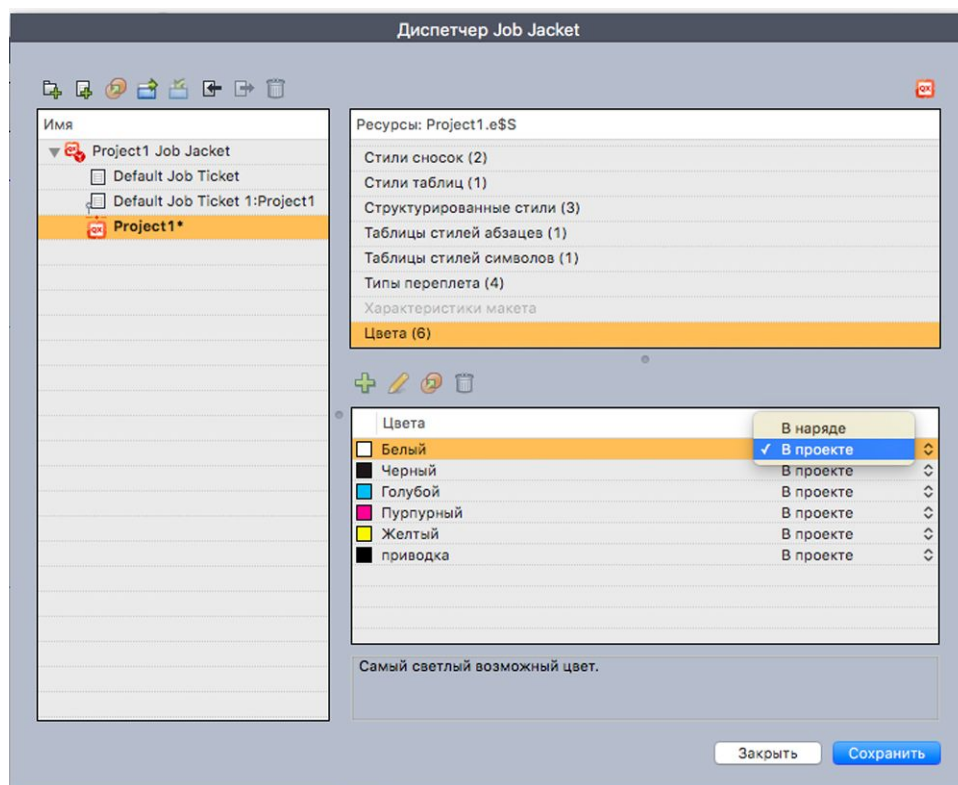 Диспетчер Job Jacket
Имя
Project1 Job Jacket
Default Job Ticket
Default Job Ticket 1:Project1
Project1*
Ресурсы: Project1.e$S
Стили сносок (2)
Стили таблиц (1)
Структурированные стили (3)
Таблицы стилей абзацев (1)
Таблицы стилей символов (1)
Типы переплета (4)
Характеристики макета
Цвета (6)
Цвета
В наряде
Белый ✓ В проекте
Черный В проекте
Голубой В проекте
Пурпурный В проекте
Желтый В проекте
приводка В проекте
Самый светлый возможный цвет.
Закрыть Сохранить